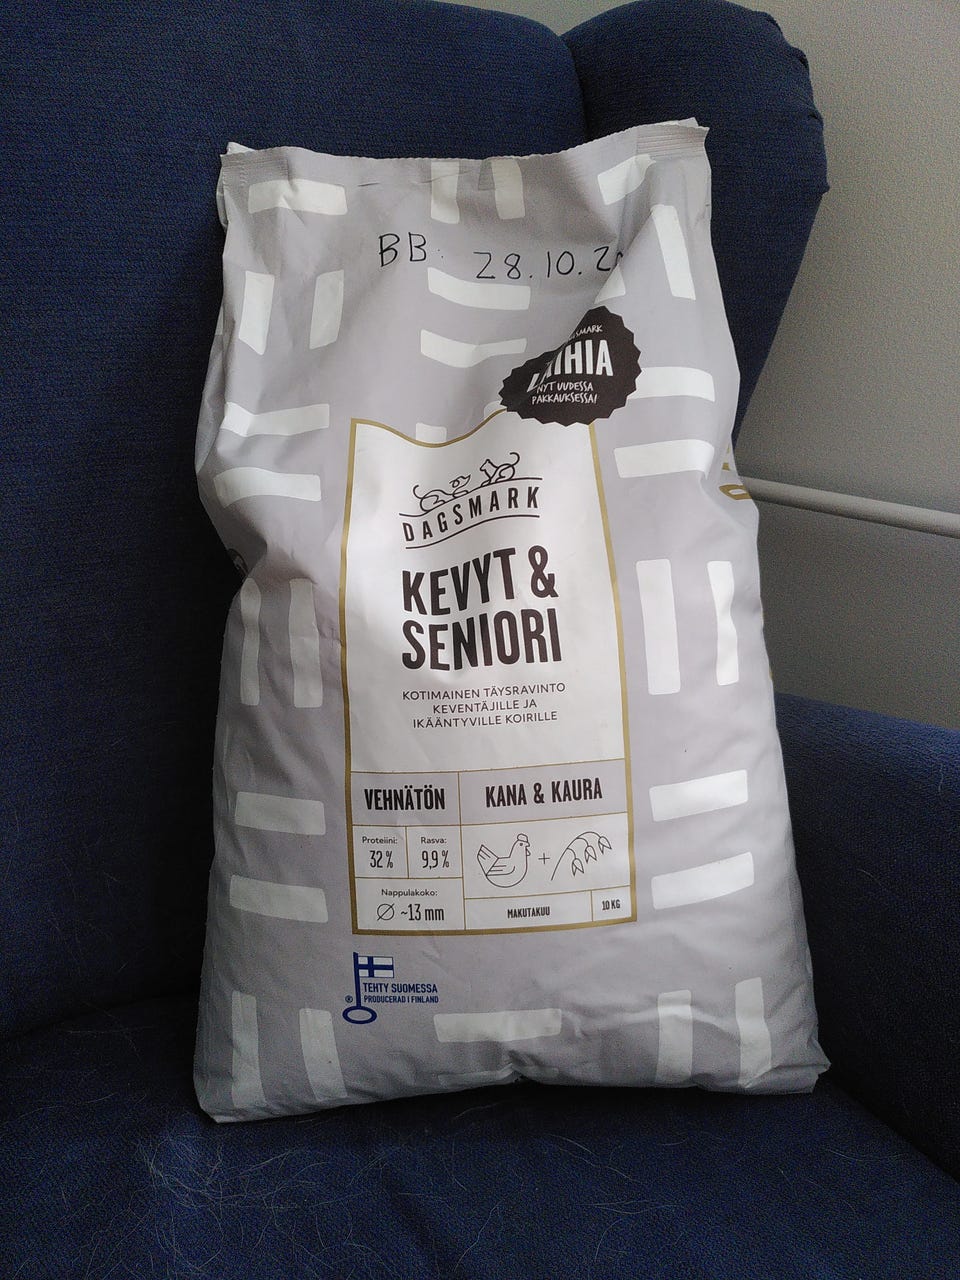 BB: 28.10.
NYT UUDESSA
PAKKAUKSESSA!
DAGSMARK
KEVYT &
SENIORI
KOTIMAINEN TÄYSRAVINTO
KEVENTÄJILLE JA
IKÄÄNTYVILLE KOIRILLE
VEHNÄTÖN
KANA & KAURA
Proteiini:
32%
Rasva:
9,9%
+
Nappulakoko:
Ø ~13 mm
MAKUTAKUU
10 KG
TEHTY SUOMESSA
® PRODUCERAD I FINLAND